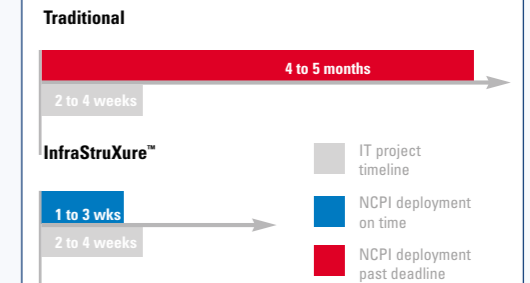 Traditional
4 to 5 months
2 to 4 weeks
InfraStruXure™
1 to 3 wks
2 to 4 weeks
IT project
timeline
NCPI deployment
on time
NCPI deployment
past deadline